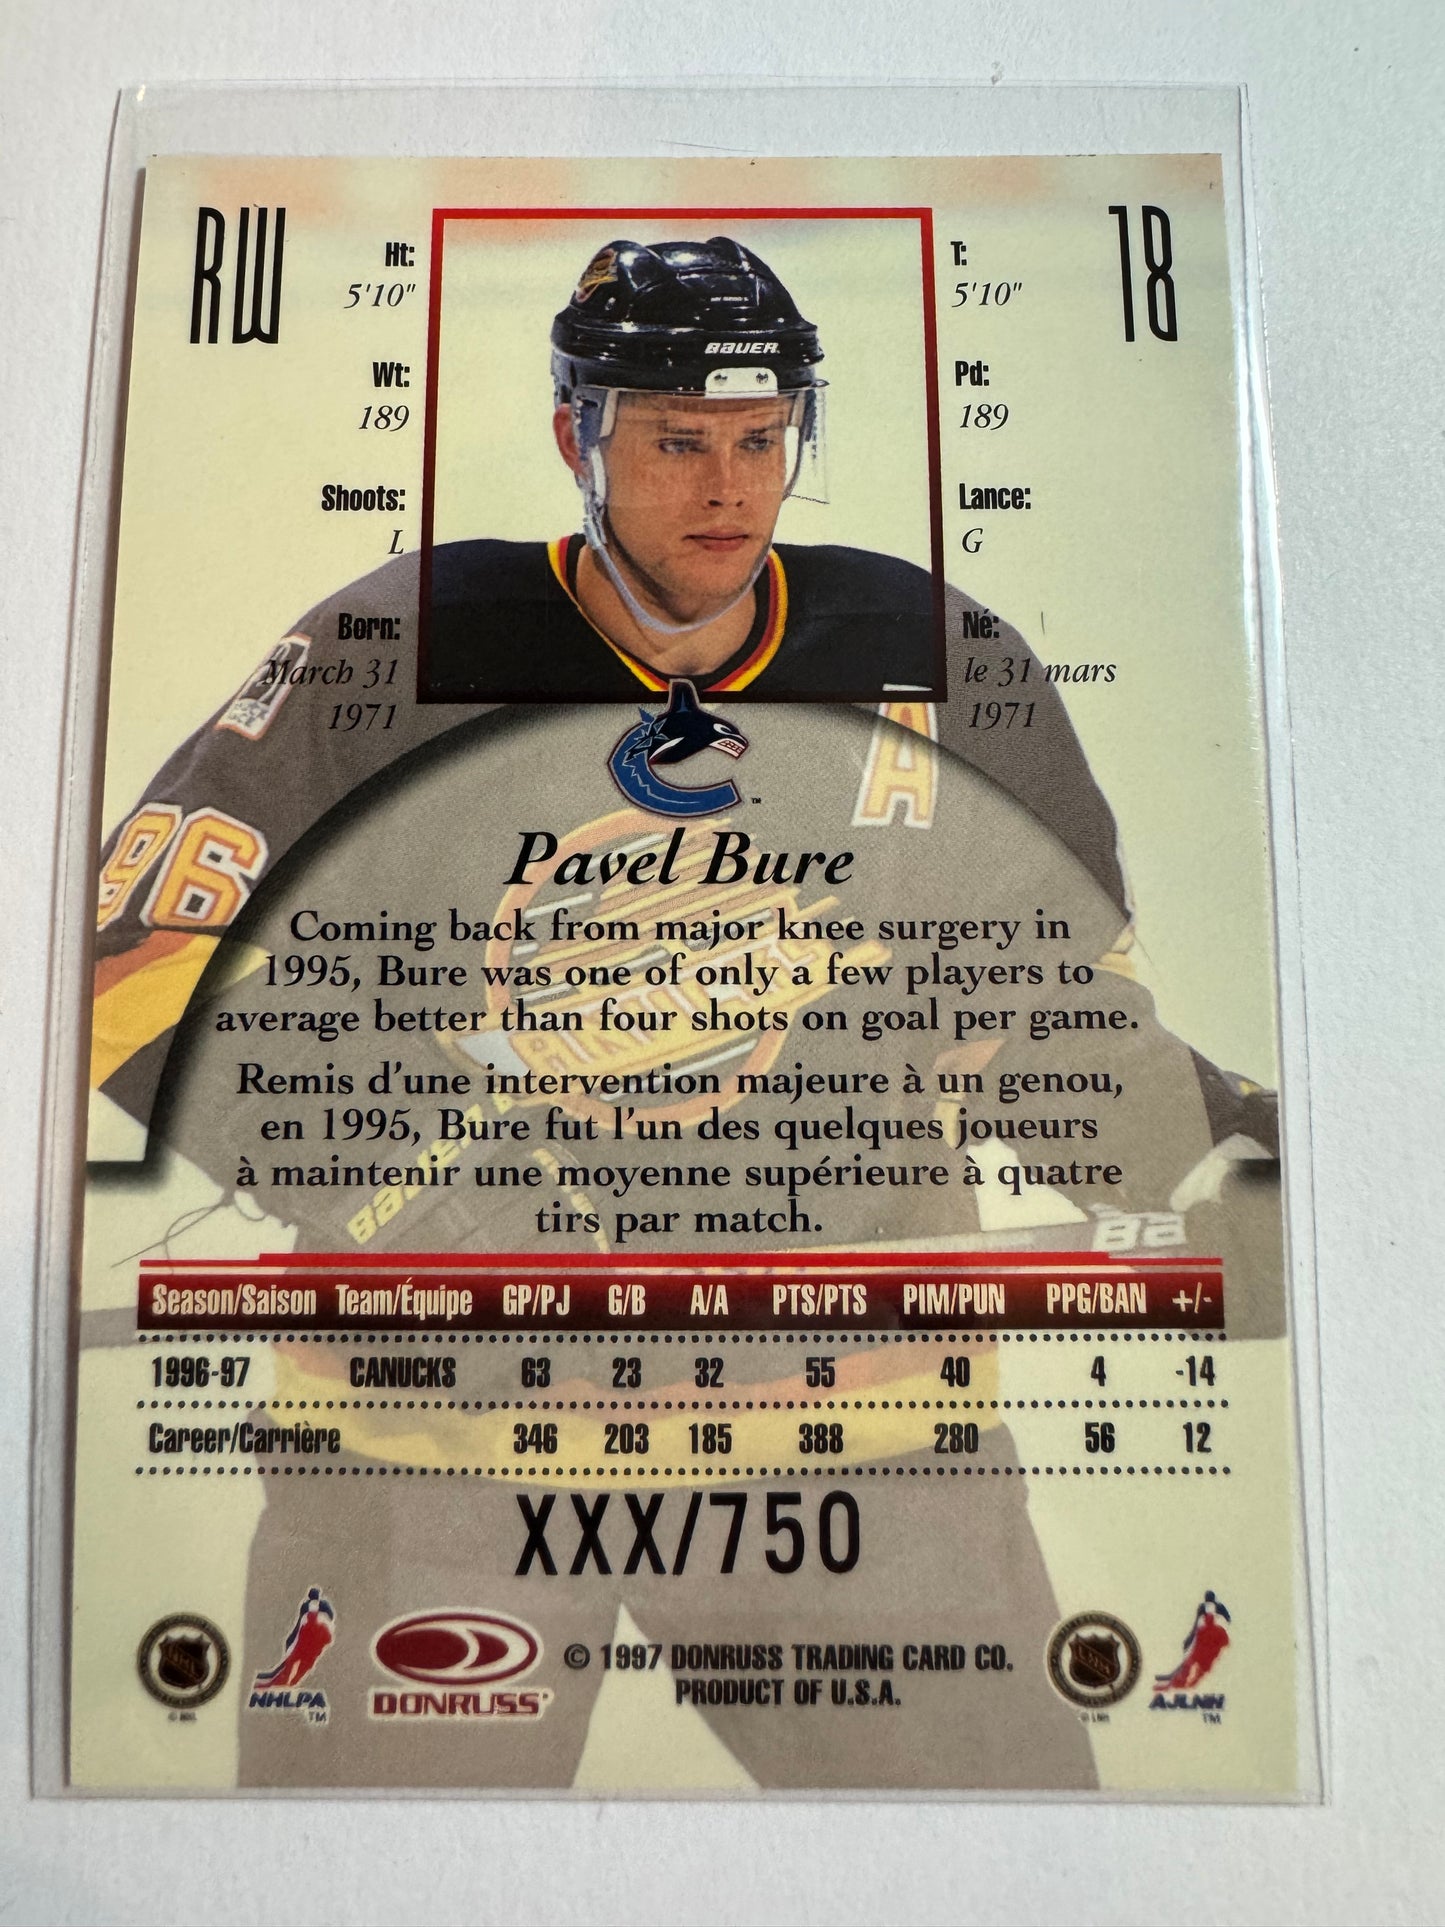 RW
18
Ht:
5'10"
Wt:
189
Shoots:
L
Born:
March 31
1971
T:
5'10"
Pd:
189
Lance:
G
Né:
le 31 mars
1971
BAUER
A
96
TM
Pavel Bure
Coming back from major knee surgery in
1995, Bure was one of only a few players to
average better than four shots on goal per game.
Remis d'une intervention majeure à un genou,
en 1995, Bure fut l'un des quelques joueurs
à maintenir une moyenne supérieure à quatre
tirs par match.
Season/Saison Team/Équipe GP/PJ G/B A/A PTS/PTS PIM/PUN PPG/BAN +/-
1996-97 CANUCKS 63 23 32 55 40 4 -14
Career/Carrière 346 203 185 388 280 56 12
XXX/750
NHLPA
TM
DONRUSS
© 1997 DONRUSS TRADING CARD CO.
PRODUCT OF U.S.A.
AJLNH
TM